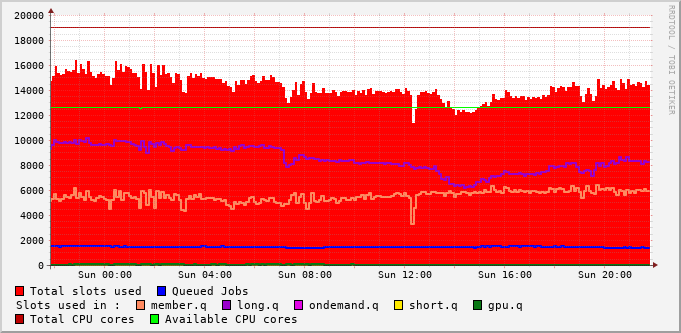 20000
18000
16000
14000
12000
10000
8000
6000
4000
2000
0
Sun 00:00 Sun 04:00 Sun 08:00 Sun 12:00 Sun 16:00 Sun 20:00
RRDTOOL / TOBI OETIKER
Total slots used Queued Jobs
Slots used in : member.q long.q ondemand.q short.q gpu.q
Total CPU cores Available CPU cores